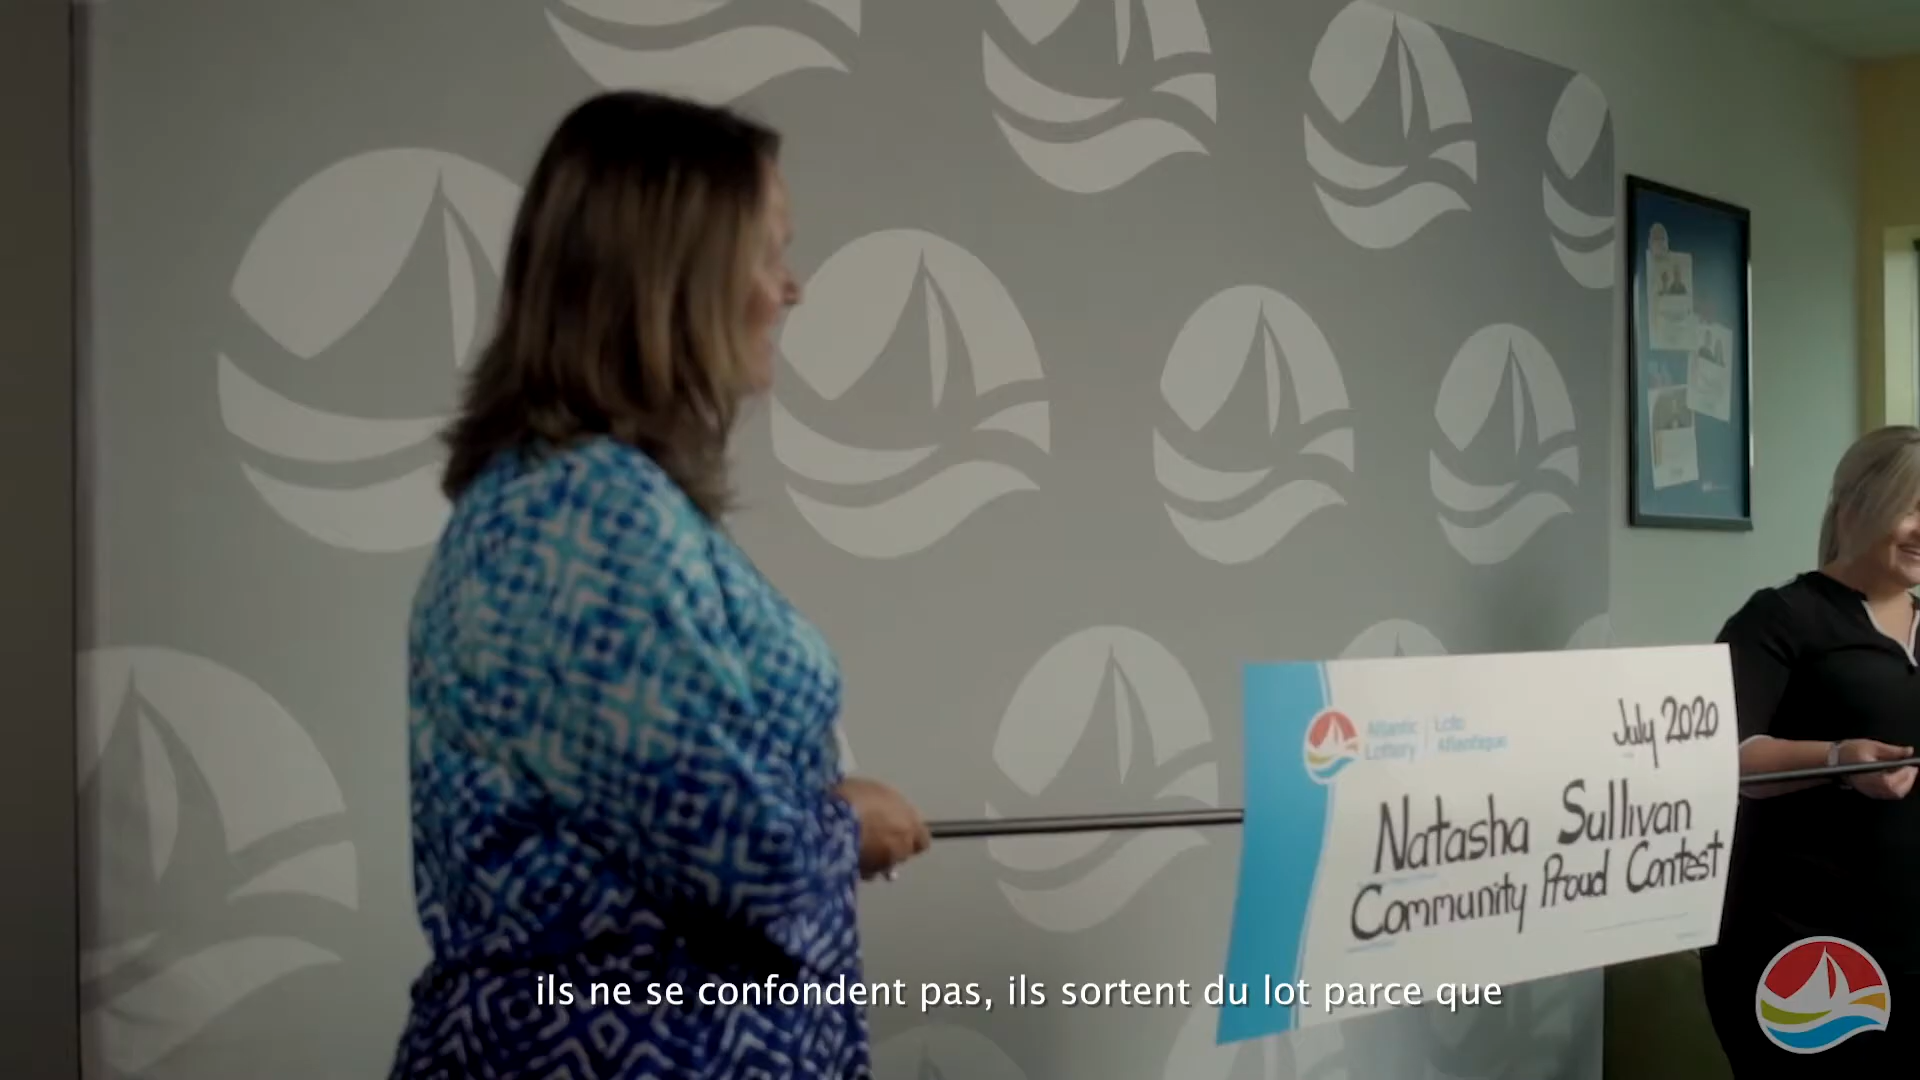 July 2020
Atlantic Lottery | Loto Atlantique
Natasha Sullivan
Community Proud Contest
ils ne se confondent pas, ils sortent du lot parce que